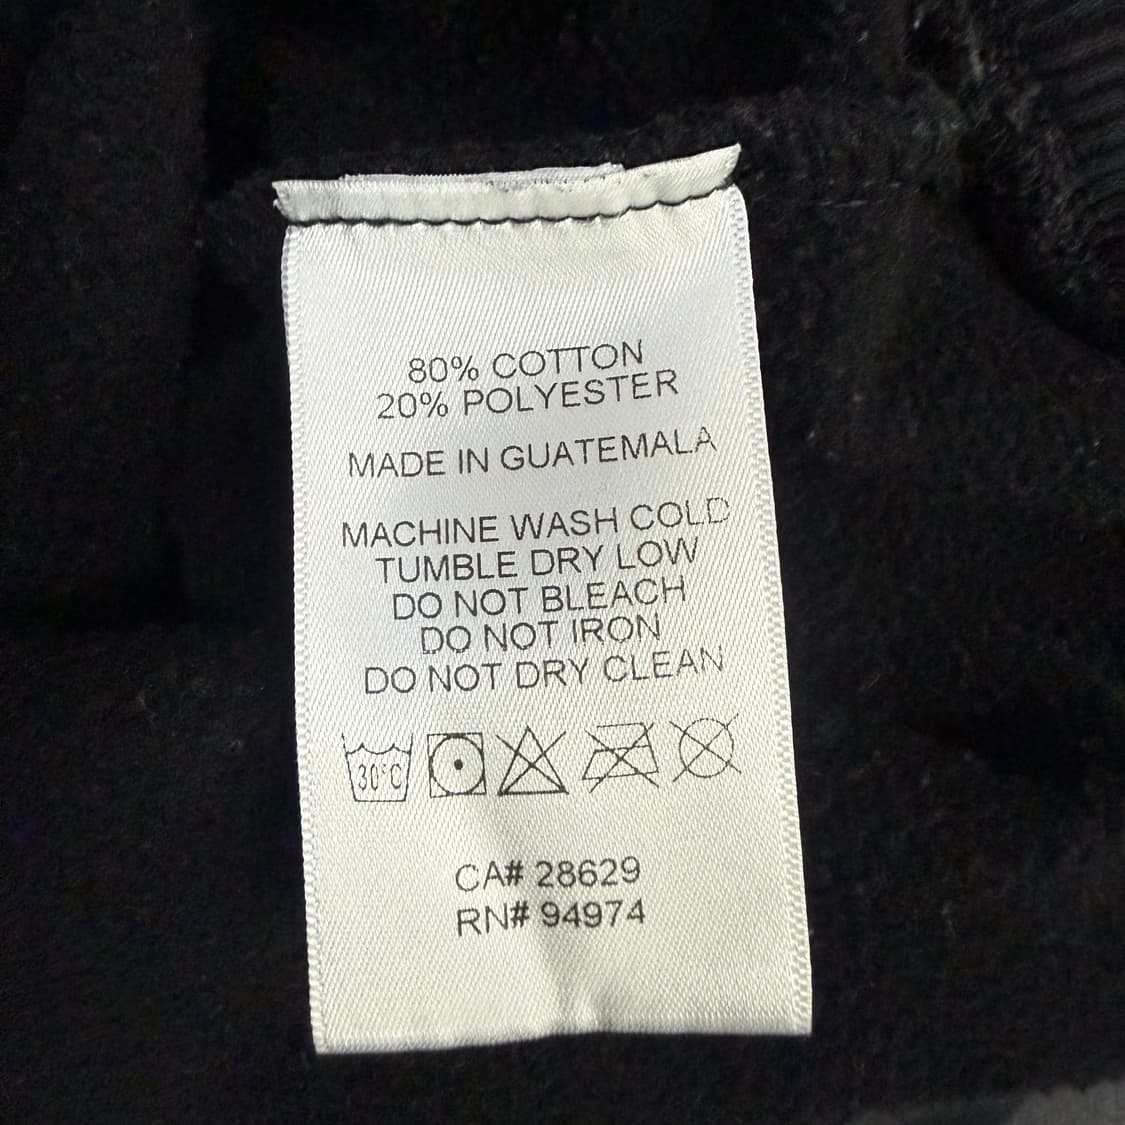 80% COTTON
20% POLYESTER
MADE IN GUATEMALA
MACHINE WASH COLD
TUMBLE DRY LOW
DO NOT BLEACH
DO NOT IRON
DO NOT DRY CLEAN
30°C
CA# 28629
RN# 94974